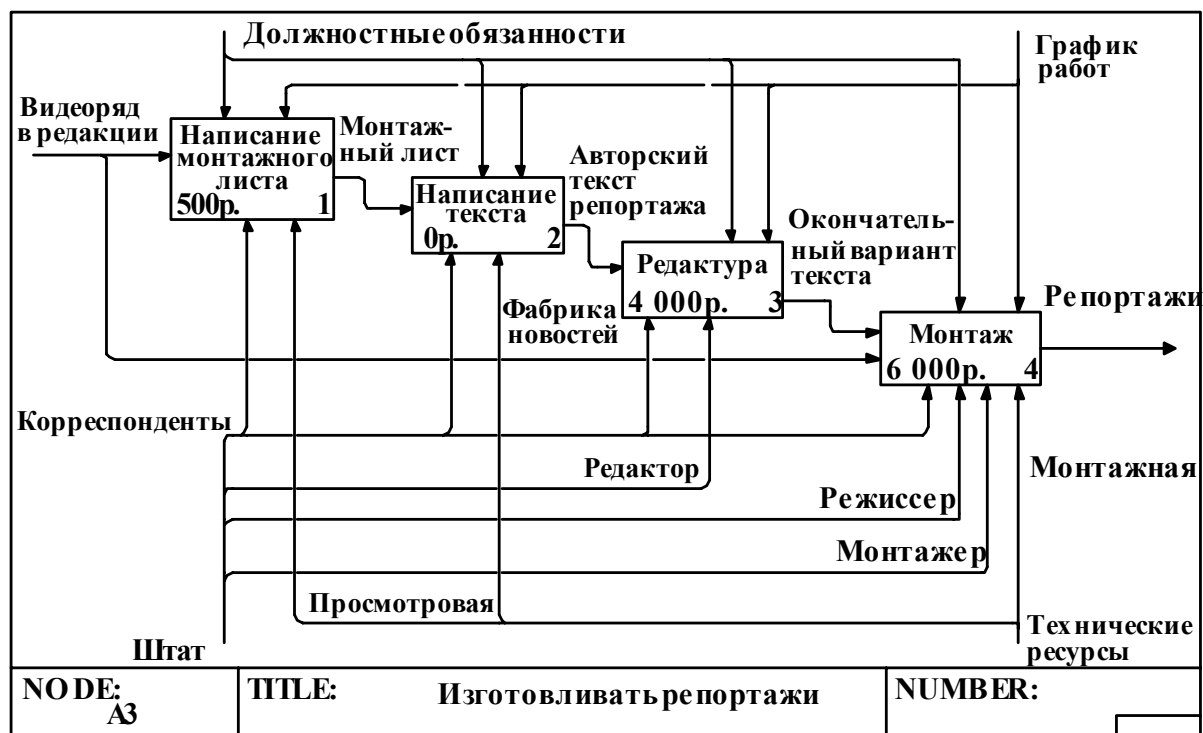 Должностные обязанности
График
работ
Видеоряд
в редакции
Написание
монтажного
листа
500р. 1
Монтаж-
ный лист
Написание
текста
0р. 2
Авторский
текст
репортажа
Редактура
4 000р. 3
Окончатель-
ный вариант
текста
Фабрика
новостей
Монтаж
6 000р. 4
Репортажи
Корреспонденты
Редактор
Монтажная
Режиссер
Монтажер
Просмотровая
Штат
Технические
ресурсы
NODE:
А3
TITLE: Изготовливать репортажи
NUMBER: